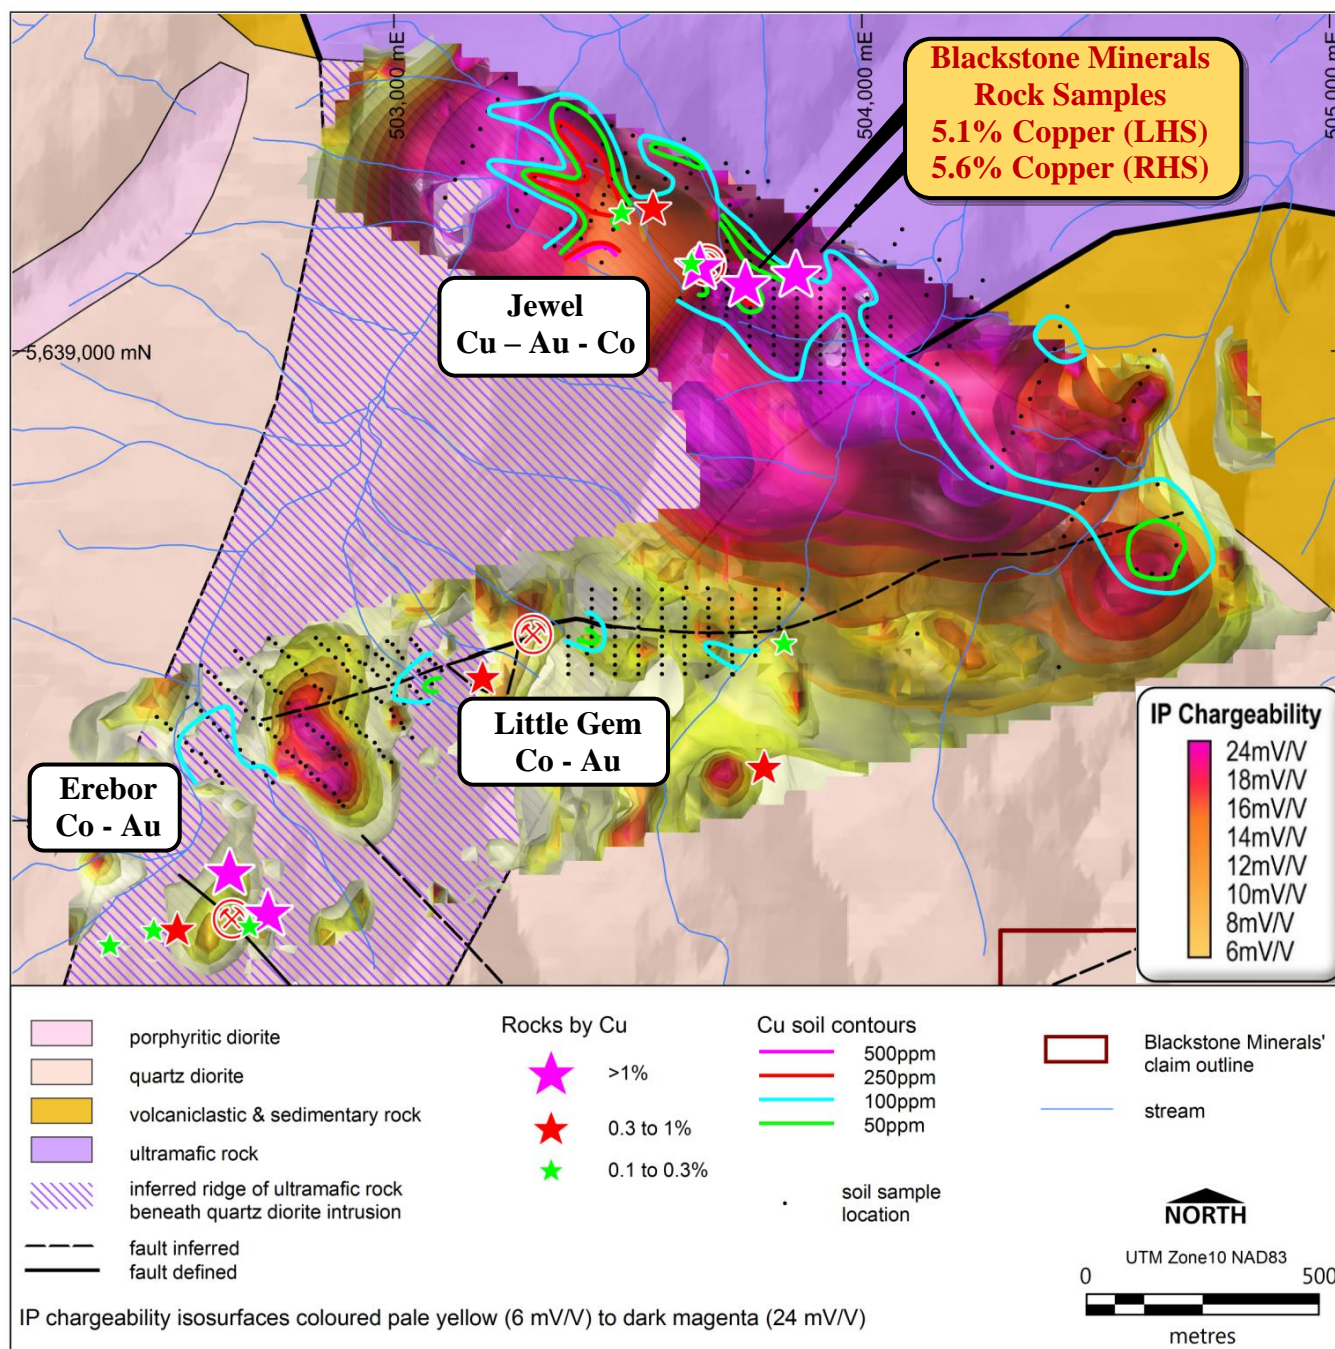 503,000 mE
504,000 mE
505,000 mE
Blackstone Minerals
Rock Samples
5.1% Copper (LHS)
5.6% Copper (RHS)
Jewel
Cu – Au - Co
5,639,000 mN
Little Gem
Co - Au
Erebor
Co - Au
IP Chargeability
24mV/V
18mV/V
16mV/V
14mV/V
12mV/V
10mV/V
8mV/V
6mV/V
porphyritic diorite
quartz diorite
volcaniclastic & sedimentary rock
ultramafic rock
inferred ridge of ultramafic rock
beneath quartz diorite intrusion
fault inferred
fault defined
Rocks by Cu
>1%
0.3 to 1%
0.1 to 0.3%
Cu soil contours
500ppm
250ppm
100ppm
50ppm
soil sample
location
Blackstone Minerals'
claim outline
stream
NORTH
UTM Zone10 NAD83
0 500
metres
IP chargeability isosurfaces coloured pale yellow (6 mV/V) to dark magenta (24 mV/V)